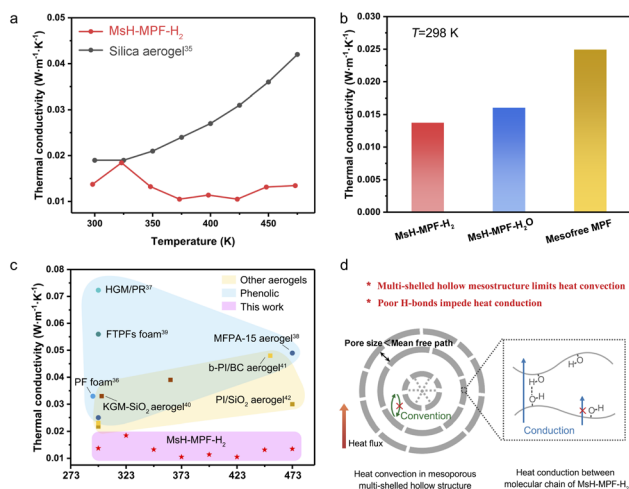 a
MsH-MPF-H₂
Silica aerogel³⁵
Thermal conductivity (W·m⁻¹·K⁻¹)
0.05
0.04
0.03
0.02
0.01
300
350
400
450
Temperature (K)
b
T=298 K
Thermal conductivity (W·m⁻¹·K⁻¹)
0.030
0.025
0.020
0.015
0.010
0.005
0.000
MsH-MPF-H₂
MsH-MPF-H₂O
Mesofree MPF
c
Other aerogels
Phenolic
This work
Thermal conductivity (W·m⁻¹·K⁻¹)
0.08
0.07
0.06
0.05
0.04
0.03
0.02
0.01
HGM/PR³⁷
FTPFs foam³⁹
MFPA-15 aerogel³⁸
b-PI/BC aerogel⁴¹
PF foam³⁶
KGM-SiO₂ aerogel⁴⁰
PI/SiO₂ aerogel⁴²
MsH-MPF-H₂
273
323
373
423
473
d
* Multi-shelled hollow mesostructure limits heat convection
* Poor H-bonds impede heat conduction
Pore size < Mean free path
Convention
Heat flux
HO
H
O
O-H
O-H
Conduction
Heat convection in mesoporous
multi-shelled hollow structure
Heat conduction between
molecular chain of MsH-MPF-H₂